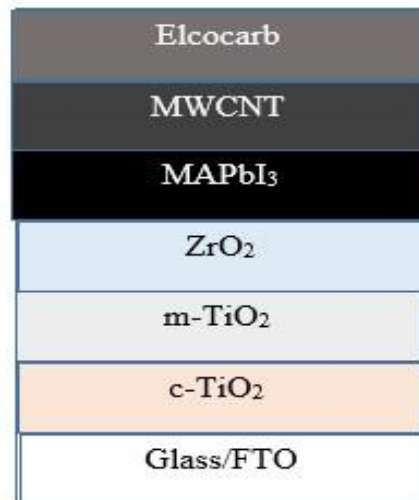 Elcocarb
MWCNT
MAPbI₃
ZrO₂
m-TiO₂
c-TiO₂
Glass/FTO